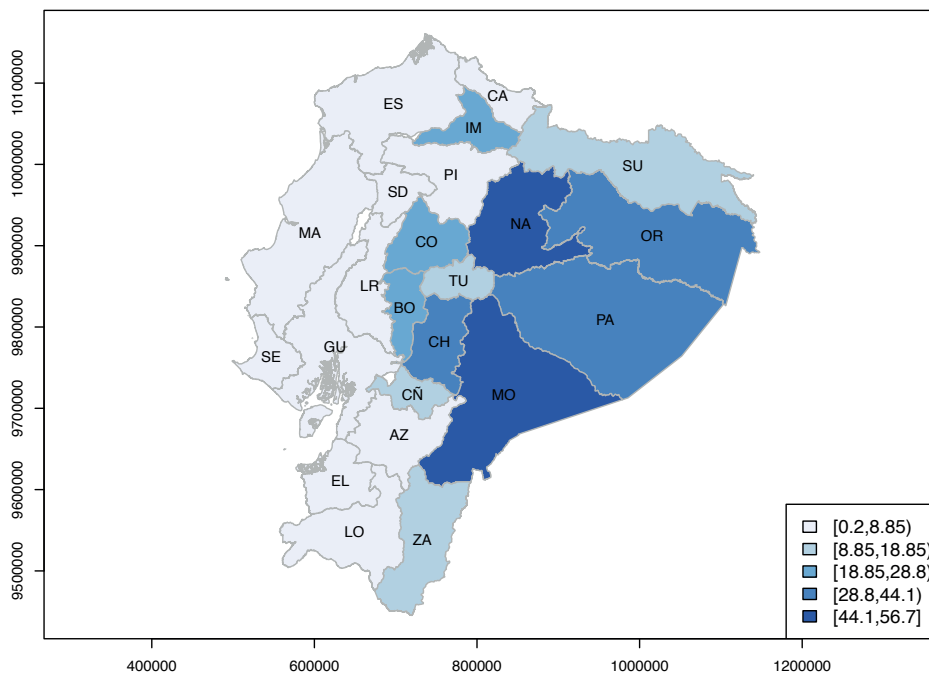 10100000
10000000
9900000
9800000
9700000
9600000
9500000
ES
CA
IM
SU
PI
SD
NA
MA
CO
OR
TU
LR
BO
PA
CH
GU
SE
CÑ
MO
AZ
EL
LO
ZA
[0.2,8.85)
[8.85,18.85)
[18.85,28.8)
[28.8,44.1)
[44.1,56.7]
400000 600000 800000 1000000 1200000